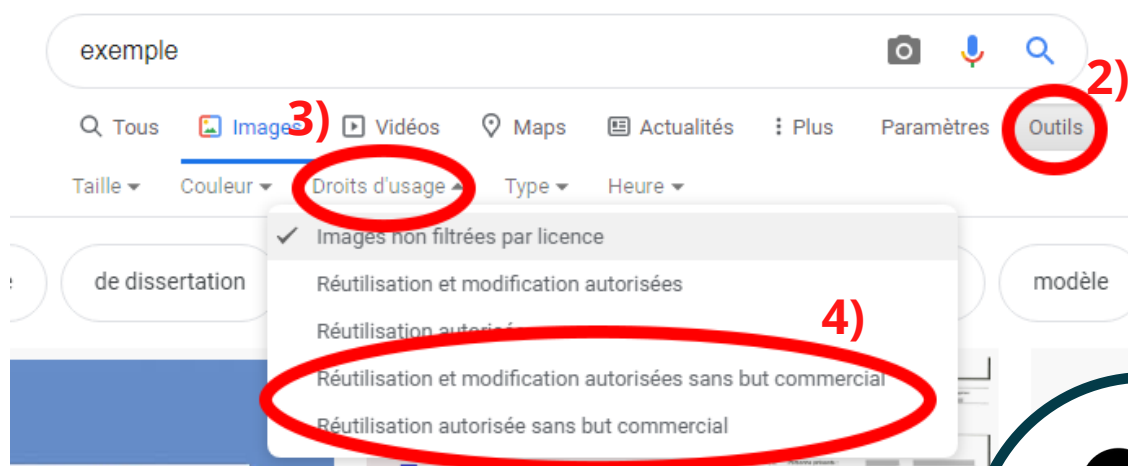 exemple
2)
Tous Images 3) Vidéos Maps Actualités Plus Paramètres Outils
Taille Couleur Droits d'usage Type Heure
Images non filtrées par licence
de dissertation Réutilisation et modification autorisées modèle
Réutilisation autorisée
4)
Réutilisation et modification autorisées sans but commercial
Réutilisation autorisée sans but commercial